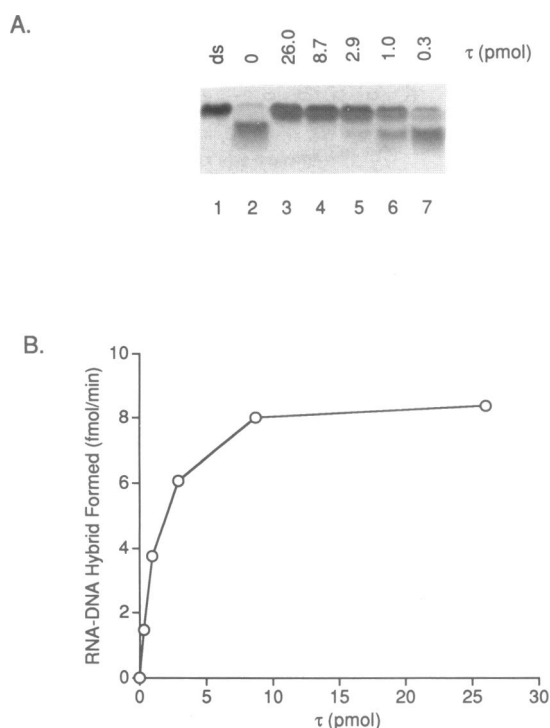 A.
ds 0 26.0 8.7 2.9 1.0 0.3 τ (pmol)
1 2 3 4 5 6 7
B.
RNA-DNA Hybrid Formed (fmol/min)
10
8
6
4
2
0
0 5 10 15 20 25 30
τ (pmol)